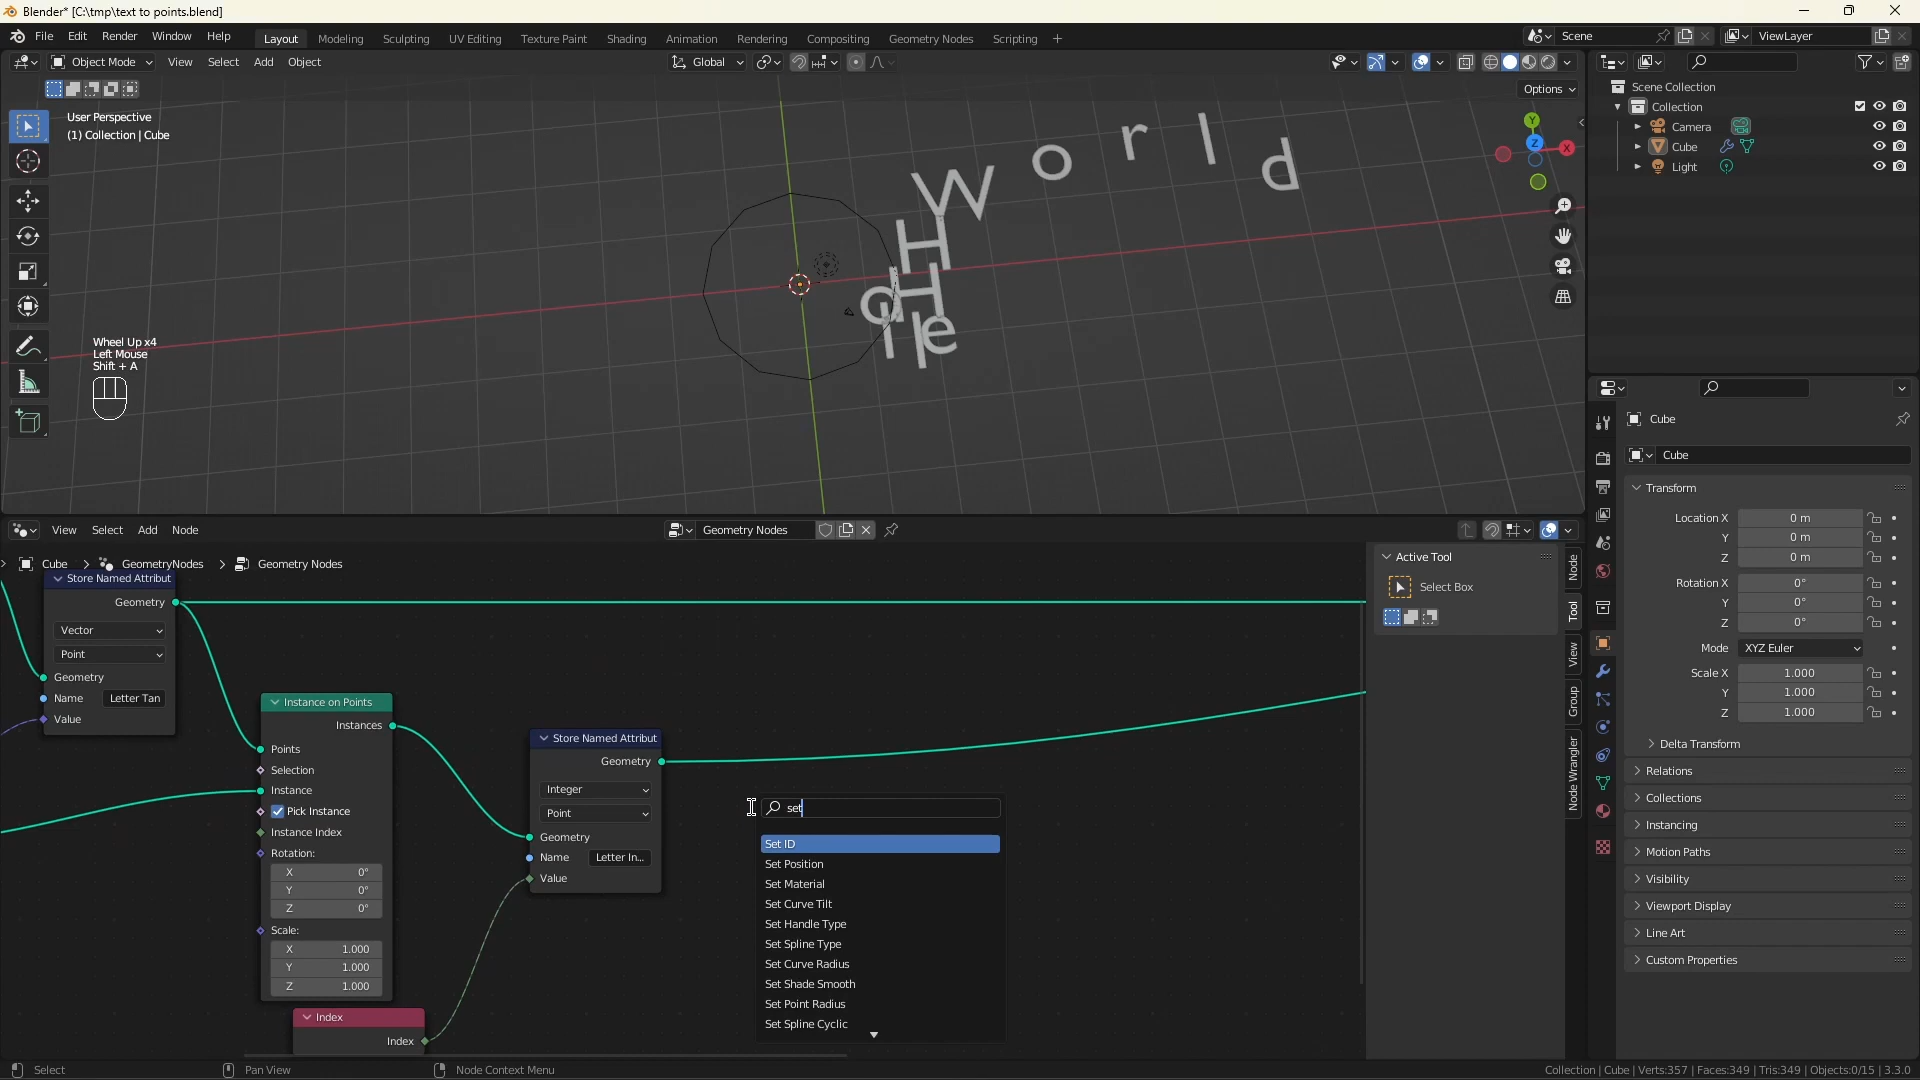 Blender* [C:\tmp\text to points.blend]
File Edit Render Window Help
Layout Modeling Sculpting UV Editing Texture Paint Shading Animation Rendering Compositing Geometry Nodes Scripting +
Scene
ViewLayer
Object Mode View Select Add Object
Global
Options
User Perspective
(1) Collection | Cube
World
H
H
o
l
l
e
Y
Z
X
Wheel Up x4
Left Mouse
Shift + A
Scene Collection
Collection
Camera
Cube
Light
Cube
Cube
Transform
Location X 0 m
Y 0 m
Z 0 m
Rotation X 0°
Y 0°
Z 0°
Mode XYZ Euler
Scale X 1.000
Y 1.000
Z 1.000
Delta Transform
Relations
Collections
Instancing
Motion Paths
Visibility
Viewport Display
Line Art
Custom Properties
View Select Add Node
Geometry Nodes
Cube > GeometryNodes > Geometry Nodes
Store Named Attribut
Geometry
Vector
Point
Geometry
Name Letter Tan
Value
Instance on Points
Instances
Points
Selection
Instance
Pick Instance
Instance Index
Rotation:
X 0°
Y 0°
Z 0°
Scale:
X 1.000
Y 1.000
Z 1.000
Index
Index
Store Named Attribut
Geometry
Integer
Point
Geometry
Name Letter In...
Value
set
Set ID
Set Position
Set Material
Set Curve Tilt
Set Handle Type
Set Spline Type
Set Curve Radius
Set Shade Smooth
Set Point Radius
Set Spline Cyclic
Active Tool
Select Box
Node
Tool
View
Group
Node Wrangler
Select
Pan View
Node Context Menu
Collection | Cube | Verts:357 | Faces:349 | Tris:349 | Objects:0/15 | 3.3.0